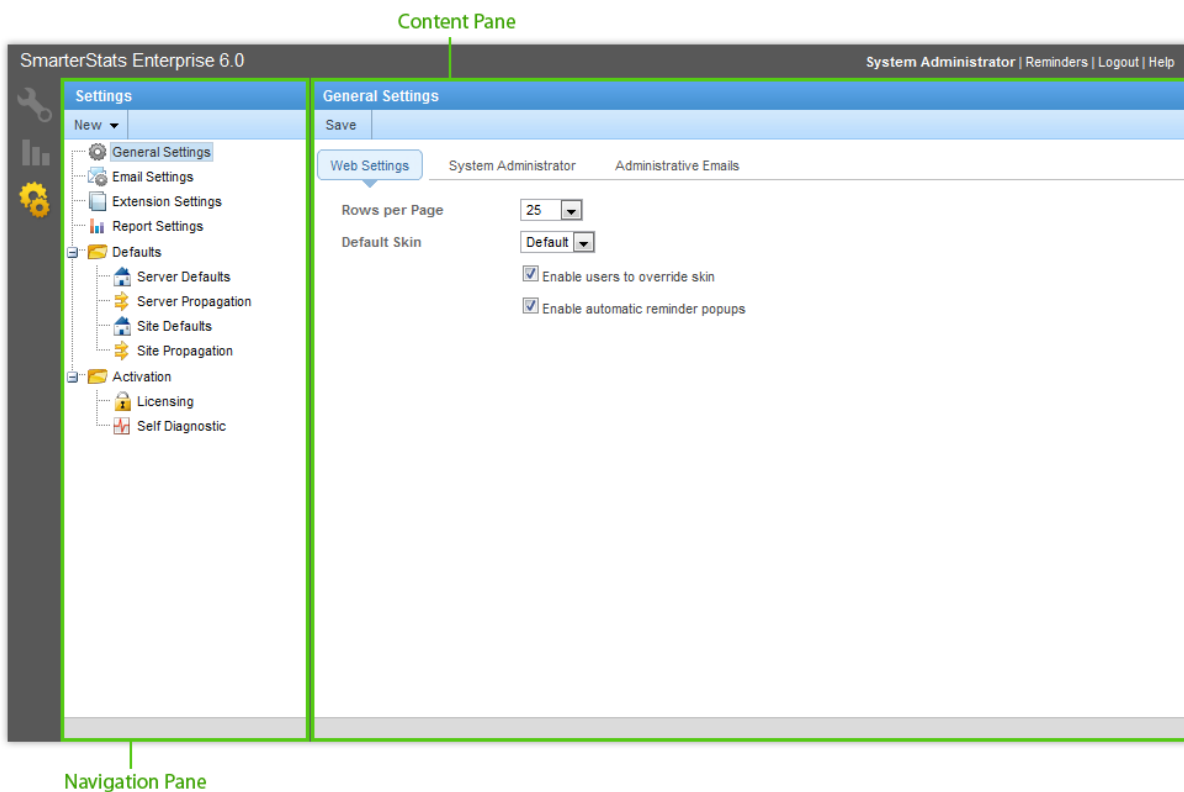 Content Pane
SmarterStats Enterprise 6.0
System Administrator | Reminders | Logout | Help
Settings
New
General Settings
Email Settings
Extension Settings
Report Settings
Defaults
Server Defaults
Server Propagation
Site Defaults
Site Propagation
Activation
Licensing
Self Diagnostic
General Settings
Save
Web Settings
System Administrator
Administrative Emails
Rows per Page
25
Default Skin
Default
Enable users to override skin
Enable automatic reminder popups
Navigation Pane